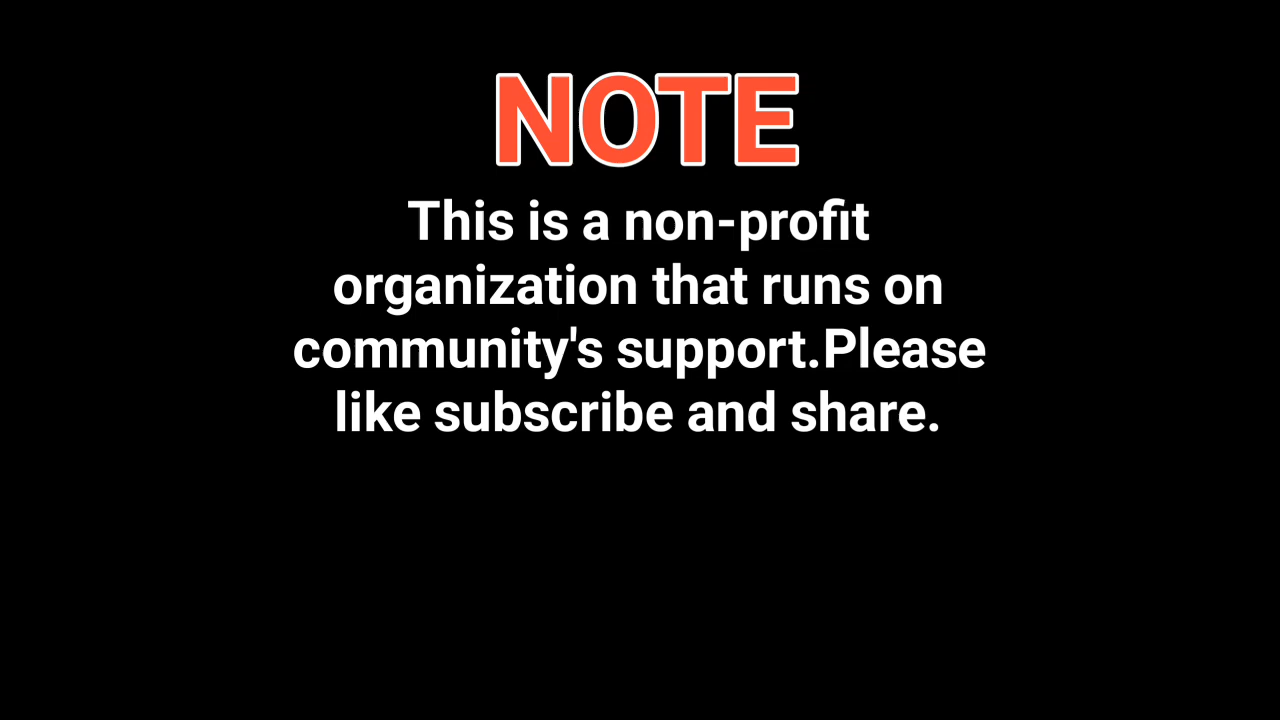 NOTE
This is a non-profit
organization that runs on
community's support.Please
like subscribe and share.